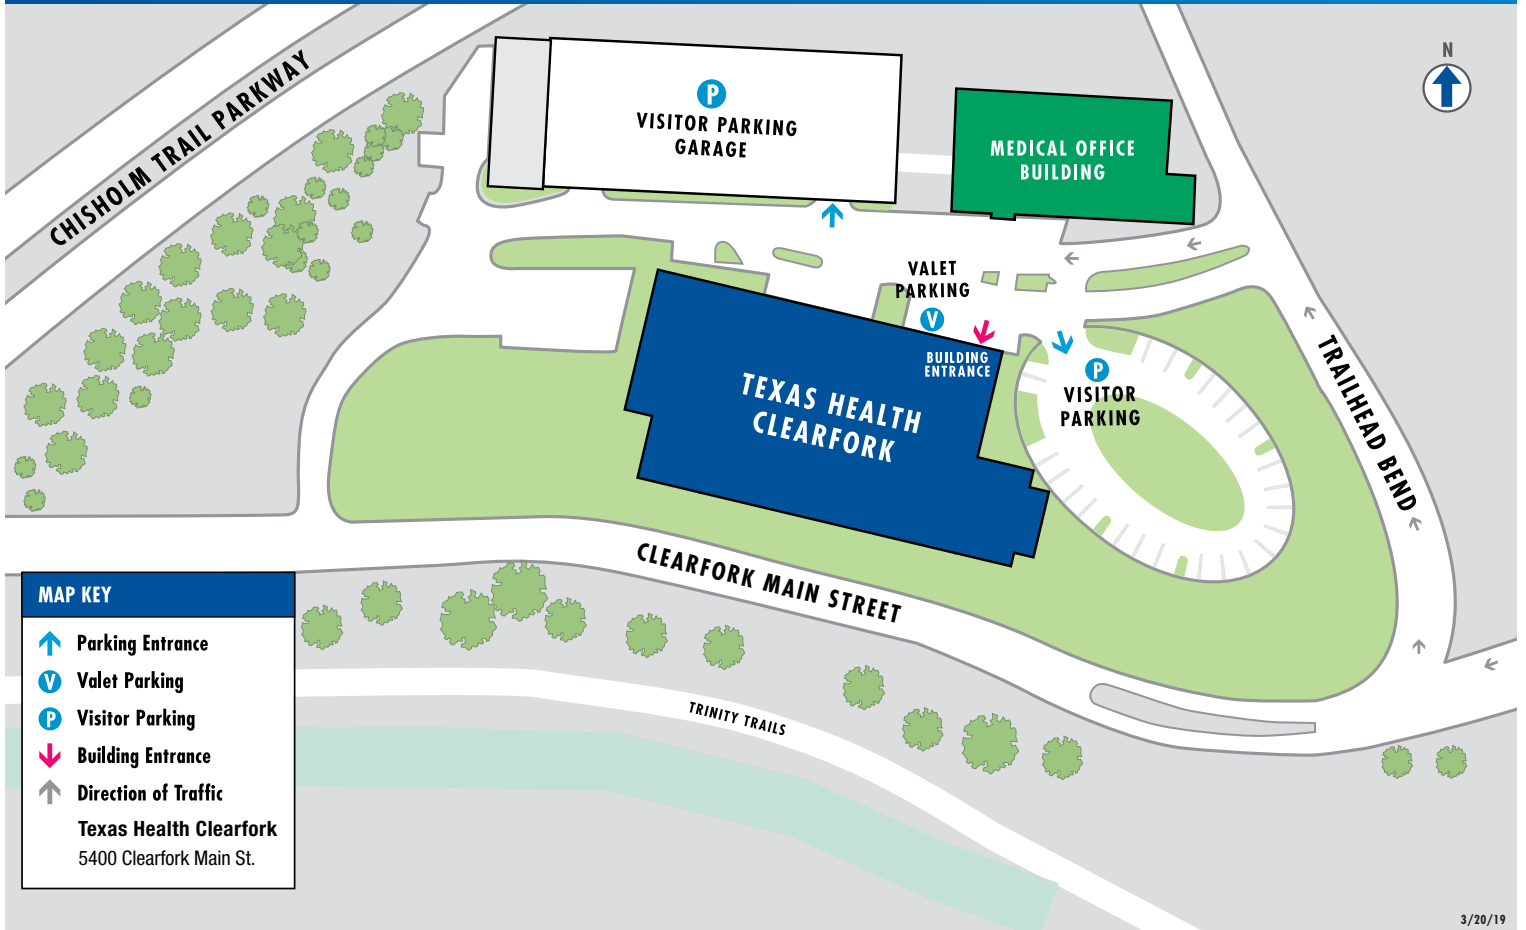 CHISHOLM TRAIL PARKWAY
P
VISITOR PARKING
GARAGE
MEDICAL OFFICE
BUILDING
N
VALET
PARKING
V
BUILDING
ENTRANCE
P
VISITOR
PARKING
TEXAS HEALTH
CLEARFORK
TRAILHEAD BEND
CLEARFORK MAIN STREET
TRINITY TRAILS
MAP KEY
Parking Entrance
V Valet Parking
P Visitor Parking
Building Entrance
Direction of Traffic
Texas Health Clearfork
5400 Clearfork Main St.
3/20/19